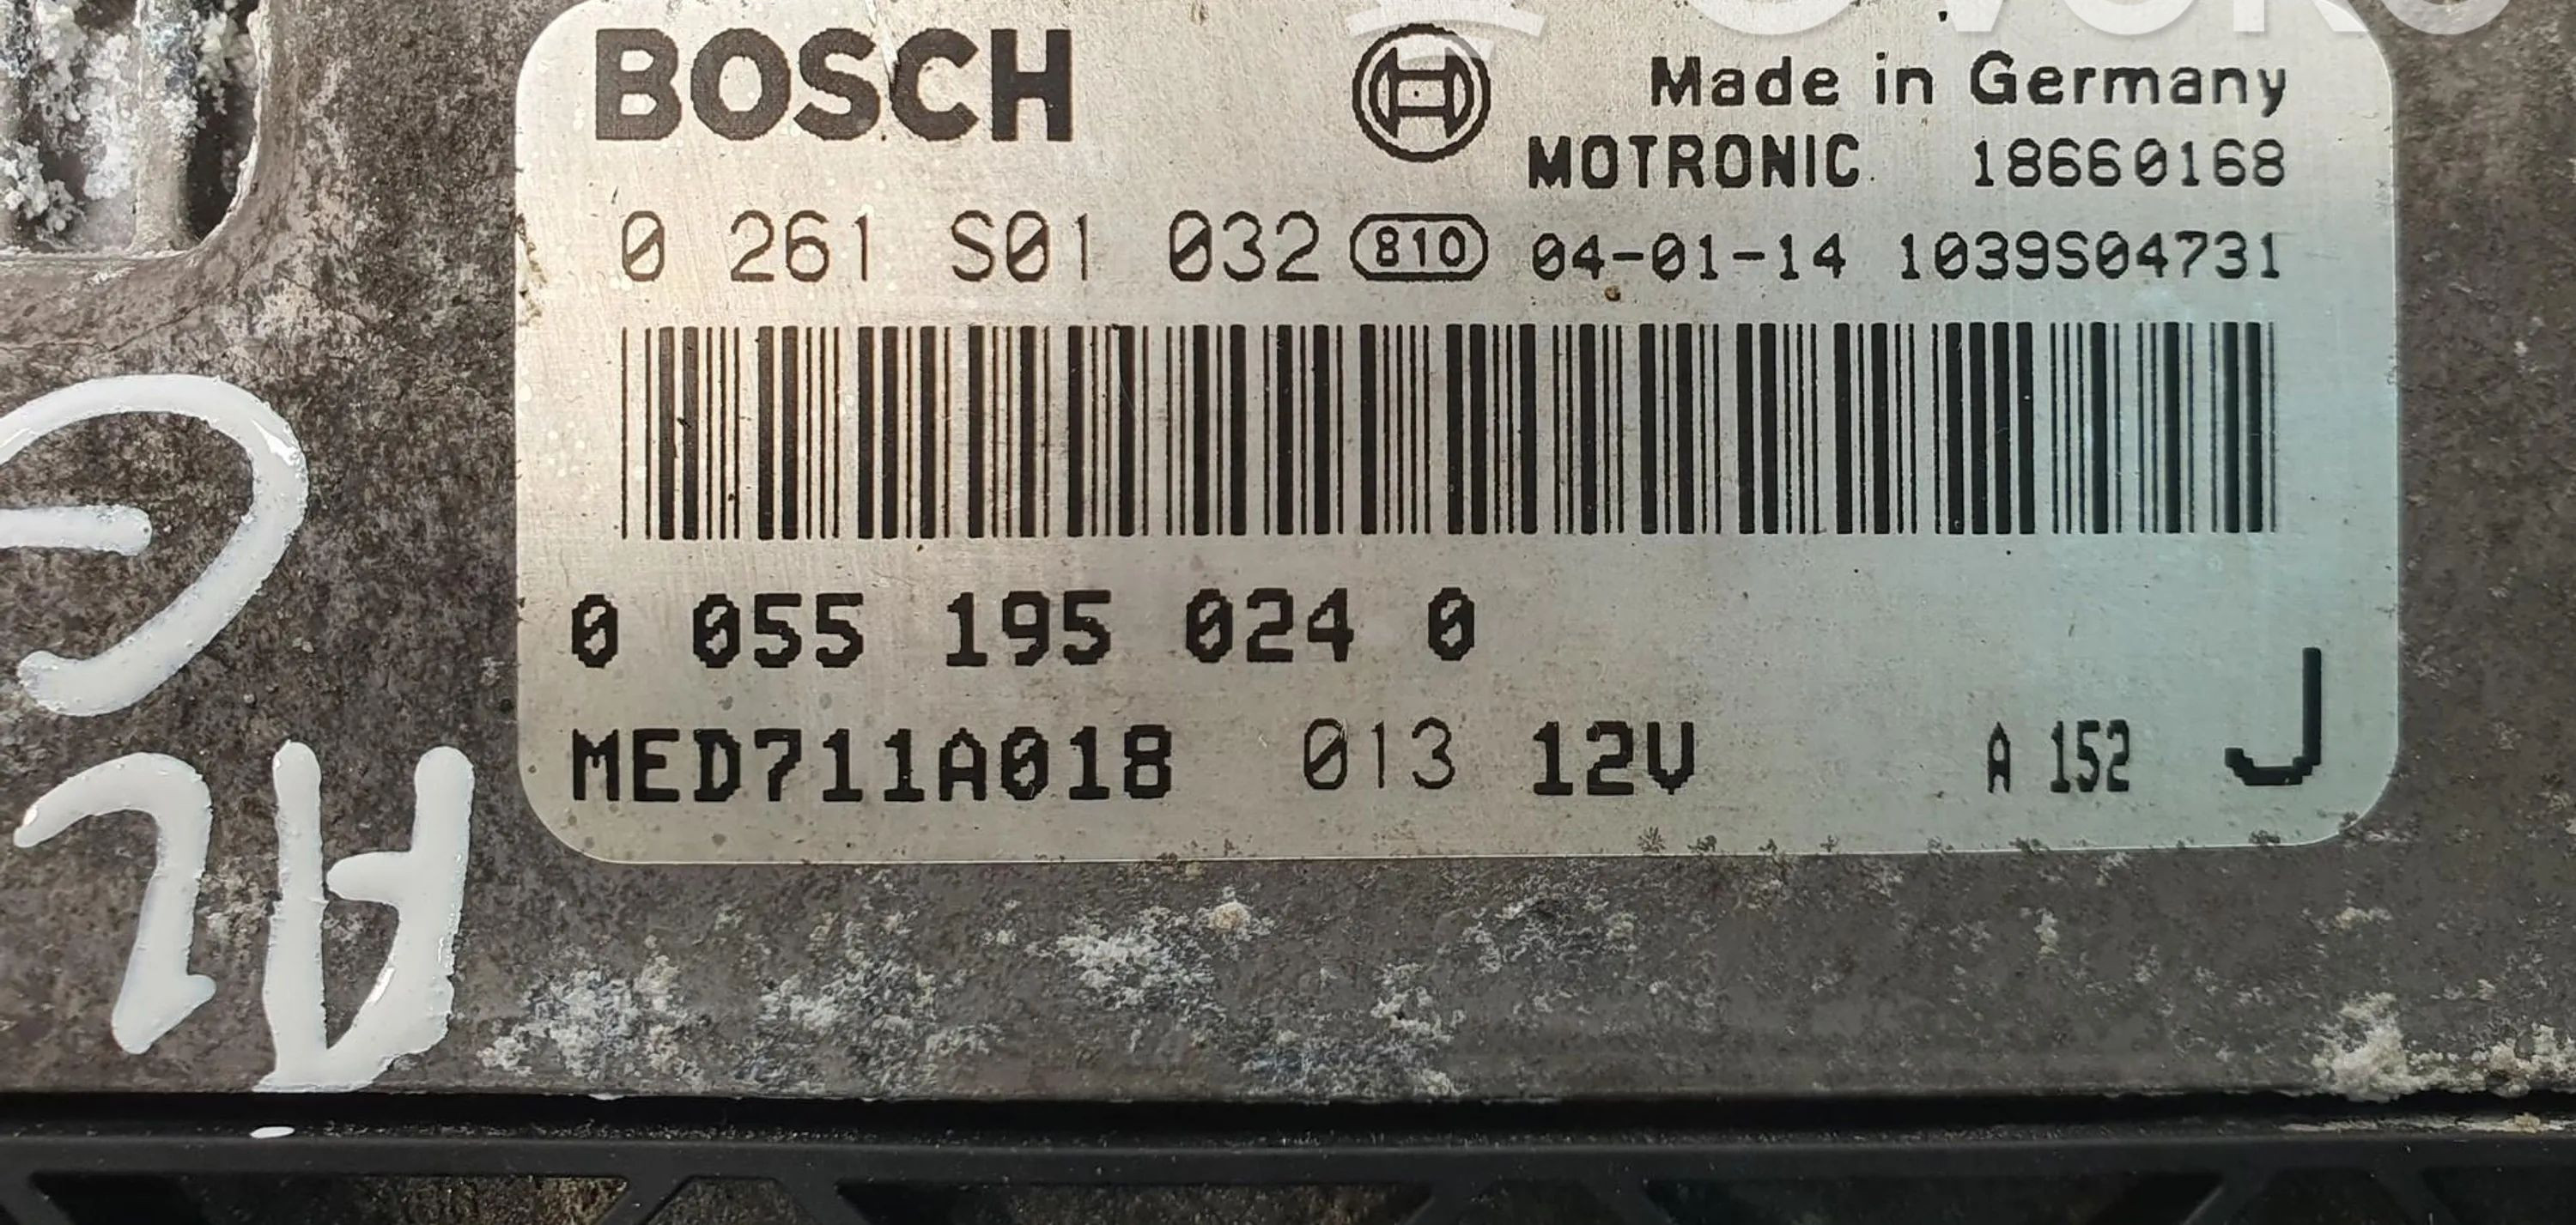 BOSCH Made in Germany
MOTRONIC 18660168
0 261 S01 032 810 04-01-14 1039S04731
0 055 195 024 0
MED711A018 013 12V A 152 J